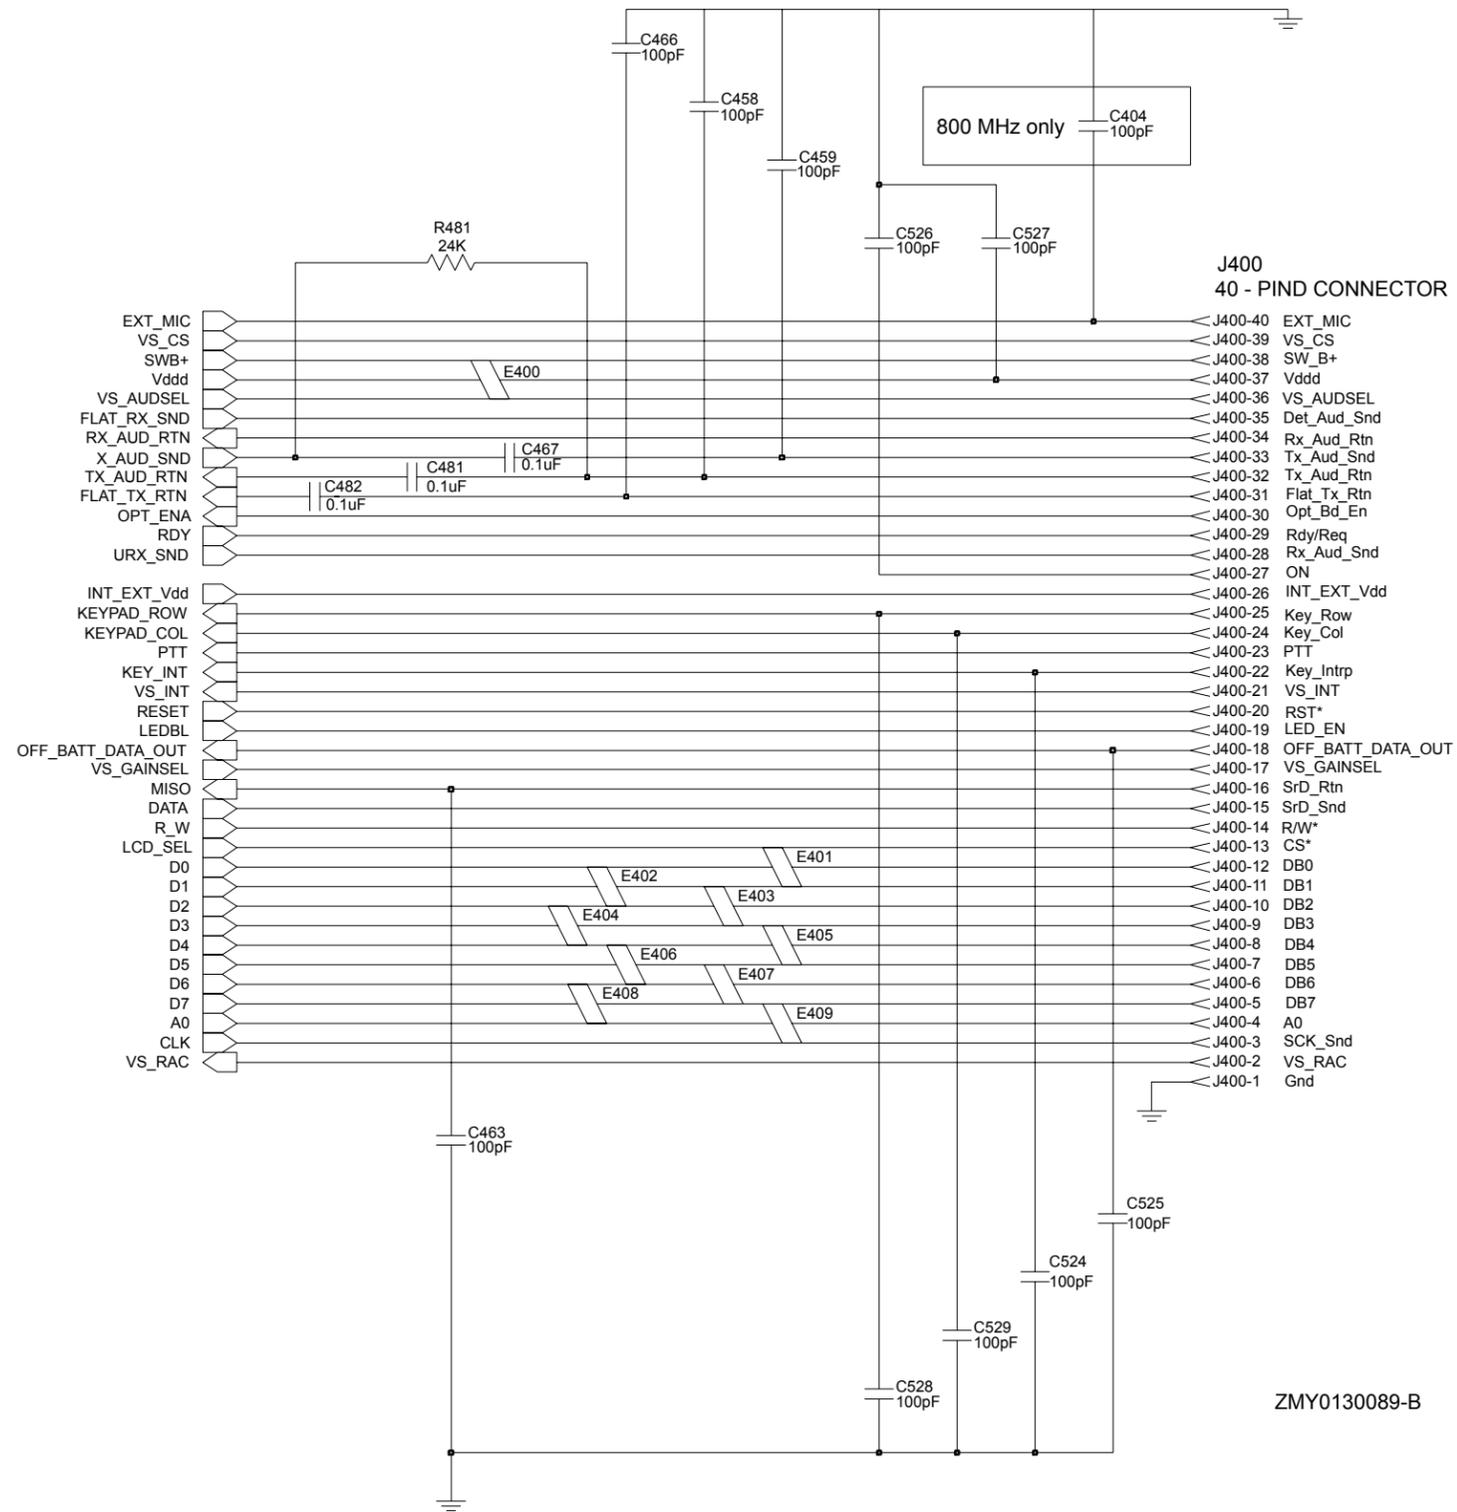 C466
100pF
C458
100pF
C404
100pF
800 MHz only
C459
100pF
R481
24K
C526
100pF
C527
100pF
J400
40 - PIND CONNECTOR
EXT_MIC J400-40 EXT_MIC
VS_CS J400-39 VS_CS
SWB+ J400-38 SW_B+
E400
Vddd J400-37 Vddd
VS_AUDSEL J400-36 VS_AUDSEL
FLAT_RX_SND J400-35 Det_Aud_Snd
RX_AUD_RTN J400-34 Rx_Aud_Rtn
C467
0.1uF
X_AUD_SND J400-33 Tx_Aud_Snd
C481
0.1uF
TX_AUD_RTN J400-32 Tx_Aud_Rtn
C482
0.1uF
FLAT_TX_RTN J400-31 Flat_Tx_Rtn
OPT_ENA J400-30 Opt_Bd_En
RDY J400-29 Rdy/Req
URX_SND J400-28 Rx_Aud_Snd
J400-27 ON
INT_EXT_Vdd J400-26 INT_EXT_Vdd
KEYPAD_ROW J400-25 Key_Row
KEYPAD_COL J400-24 Key_Col
PTT J400-23 PTT
KEY_INT J400-22 Key_Intrp
VS_INT J400-21 VS_INT
RESET J400-20 RST*
LEDBL J400-19 LED_EN
OFF_BATT_DATA_OUT J400-18 OFF_BATT_DATA_OUT
VS_GAINSEL J400-17 VS_GAINSEL
MISO J400-16 SrD_Rtn
DATA J400-15 SrD_Snd
R_W J400-14 R/W*
LCD_SEL J400-13 CS*
E401
D0 J400-12 DB0
E402
D1 J400-11 DB1
E403
D2 J400-10 DB2
E404
D3 J400-9 DB3
E405
D4 J400-8 DB4
E406
D5 J400-7 DB5
E407
D6 J400-6 DB6
E408
D7 J400-5 DB7
E409
A0 J400-4 A0
CLK J400-3 SCK_Snd
VS_RAC J400-2 VS_RAC
J400-1 Gnd
C463
100pF
C525
100pF
C524
100pF
C529
100pF
C528
100pF
ZMY0130089-B